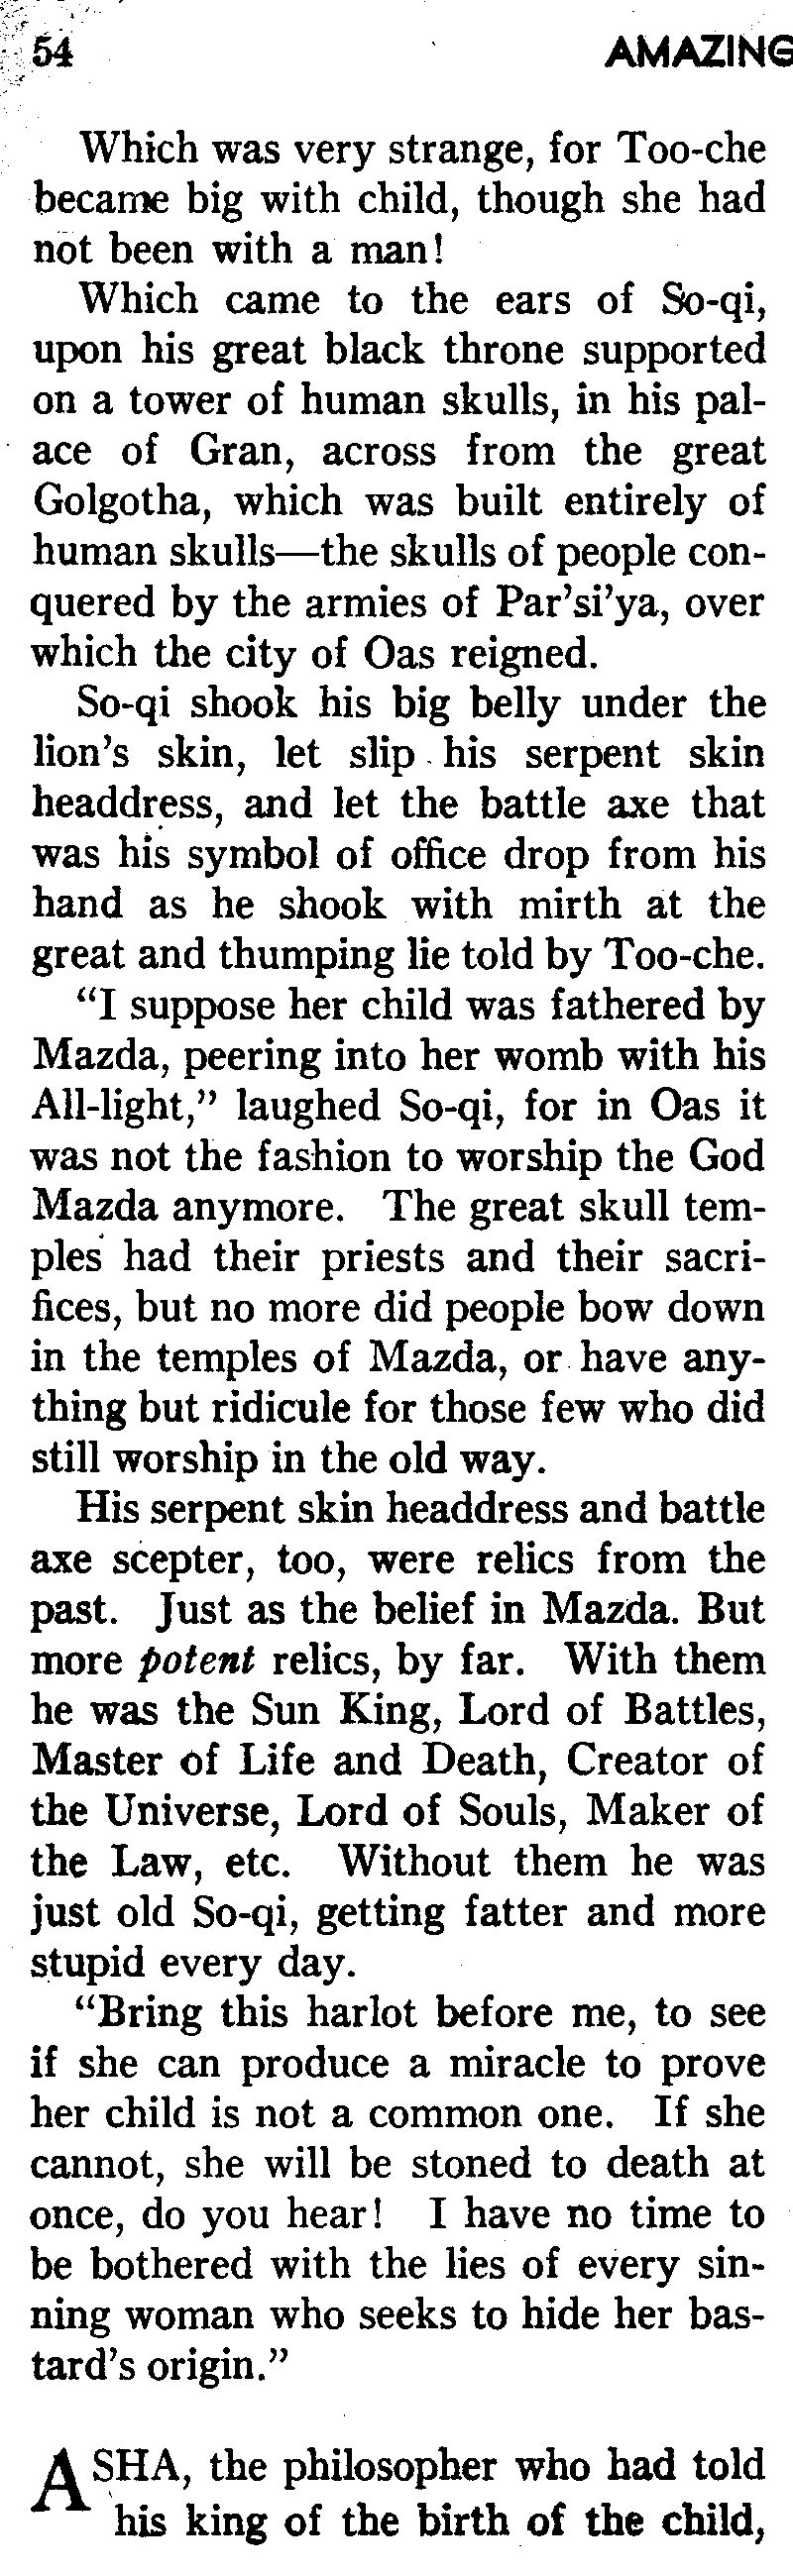 54 AMAZING
Which was very strange, for Too-che
became big with child, though she had
not been with a man!
Which came to the ears of So-qi,
upon his great black throne supported
on a tower of human skulls, in his pal-
ace of Gran, across from the great
Golgotha, which was built entirely of
human skulls—the skulls of people con-
quered by the armies of Par’si’ya, over
which the city of Oas reigned.
So-qi shook his big belly under the
lion’s skin, let slip his serpent skin
headdress, and let the battle axe that
was his symbol of office drop from his
hand as he shook with mirth at the
great and thumping lie told by Too-che.
“I suppose her child was fathered by
Mazda, peering into her womb with his
All-light,” laughed So-qi, for in Oas it
was not the fashion to worship the God
Mazda anymore. The great skull tem-
ples had their priests and their sacri-
fices, but no more did people bow down
in the temples of Mazda, or have any-
thing but ridicule for those few who did
still worship in the old way.
His serpent skin headdress and battle
axe scepter, too, were relics from the
past. Just as the belief in Mazda. But
more potent relics, by far. With them
he was the Sun King, Lord of Battles,
Master of Life and Death, Creator of
the Universe, Lord of Souls, Maker of
the Law, etc. Without them he was
just old So-qi, getting fatter and more
stupid every day.
“Bring this harlot before me, to see
if she can produce a miracle to prove
her child is not a common one. If she
cannot, she will be stoned to death at
once, do you hear! I have no time to
be bothered with the lies of every sin-
ning woman who seeks to hide her bas-
tard’s origin.”
ASHA, the philosopher who had told
his king of the birth of the child,